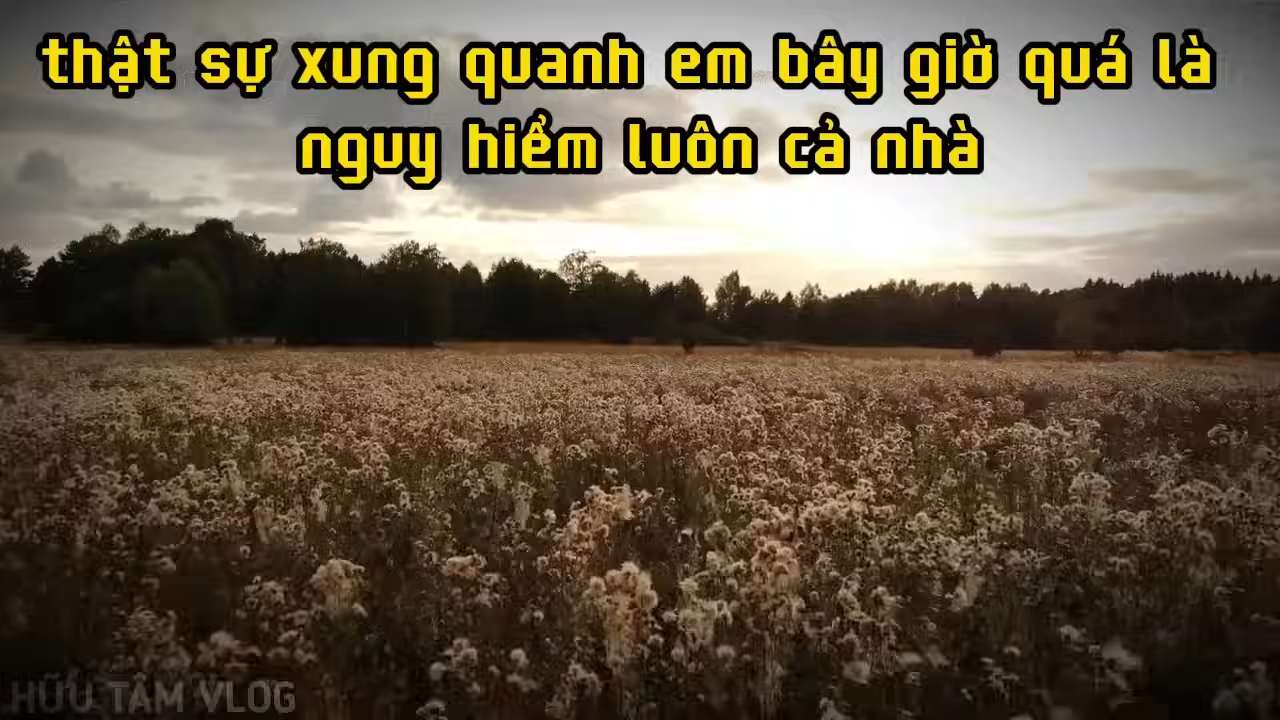 thật sự xung quanh em bây giờ quá là
nguy hiểm luôn cả nhà
HỮU TÂM VLOG